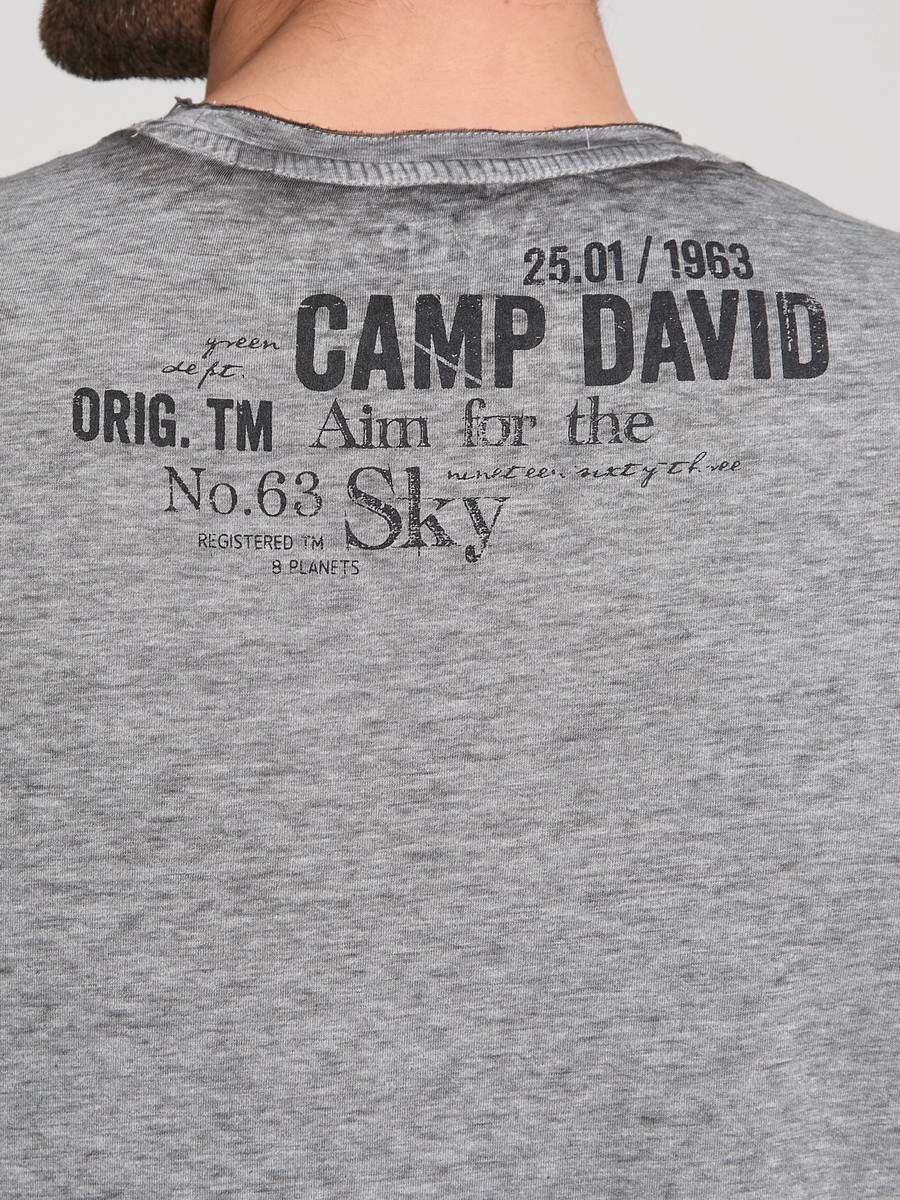 25.01 / 1963
CAMP DAVID
green
dept.
ORIG. TM Aim for the
nineteen sixty three
No.63 Sky
REGISTERED TM
8 PLANETS